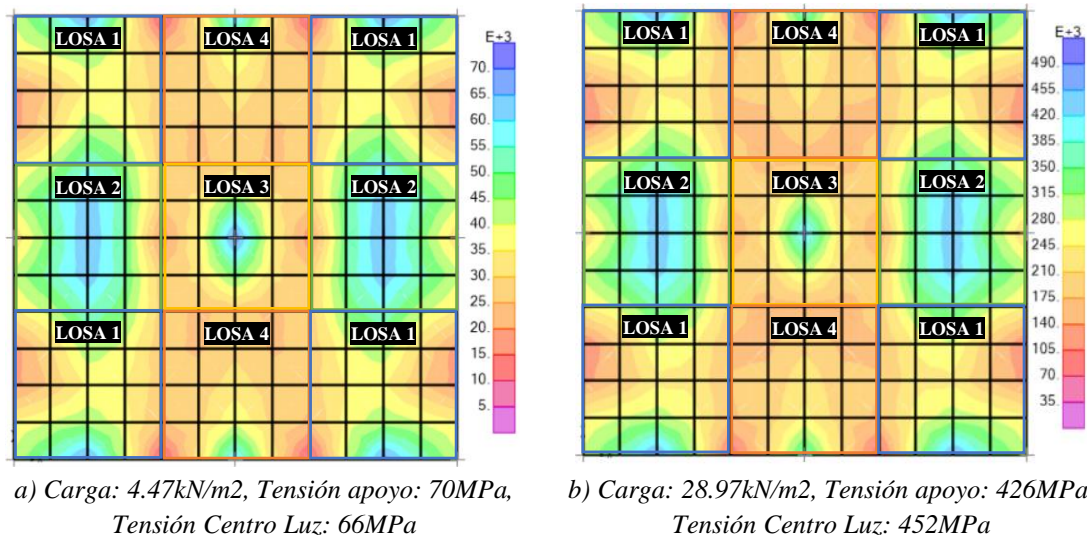 LOSA 1 LOSA 4 LOSA 1
LOSA 2 LOSA 3 LOSA 2
LOSA 1 LOSA 4 LOSA 1
E+3
70.
65.
60.
55.
50.
45.
40.
35.
30.
25.
20.
15.
10.
5.
LOSA 1 LOSA 4 LOSA 1
LOSA 2 LOSA 3 LOSA 2
LOSA 1 LOSA 4 LOSA 1
E+3
490.
455.
420.
385.
350.
315.
280.
245.
210.
175.
140.
105.
70.
35.
a) Carga: 4.47kN/m2, Tensión apoyo: 70MPa,
Tensión Centro Luz: 66MPa
b) Carga: 28.97kN/m2, Tensión apoyo: 426MPa
Tensión Centro Luz: 452MPa